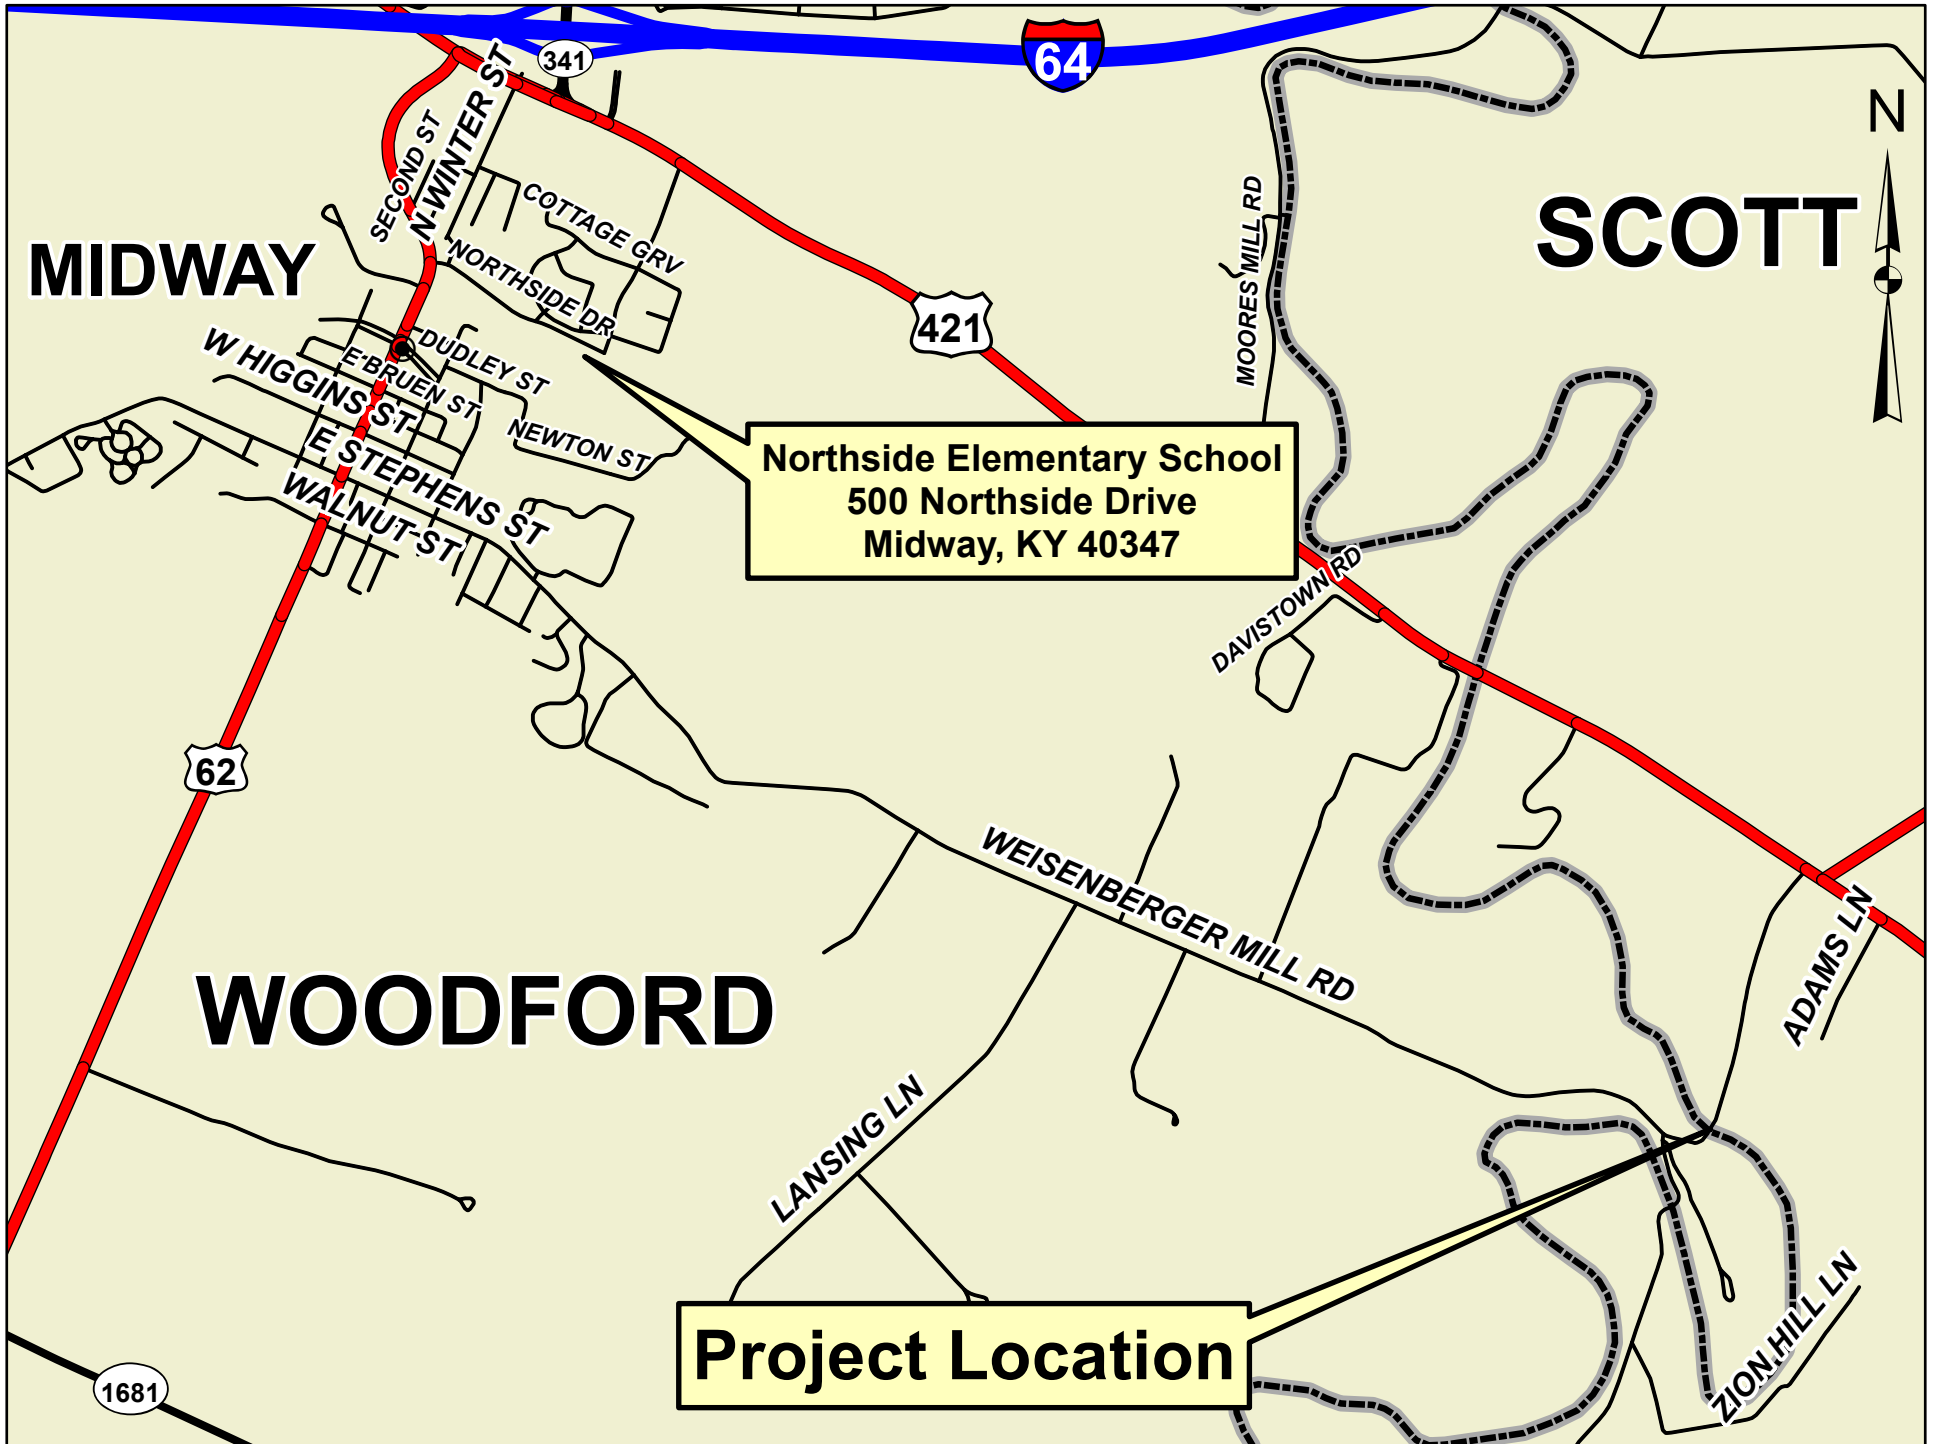 341
64
N
SECOND ST
N WINTER ST
COTTAGE GRV
MOORES MILL RD
SCOTT
MIDWAY
NORTHSIDE DR
421
DUDLEY ST
W HIGGINS ST
E BRUEN ST
NEWTON ST
E STEPHENS ST
WALNUT ST
Northside Elementary School
500 Northside Drive
Midway, KY 40347
DAVISTOWN RD
62
WEISENBERGER MILL RD
ADAMS LN
WOODFORD
LANSING LN
ZION HILL LN
Project Location
1681